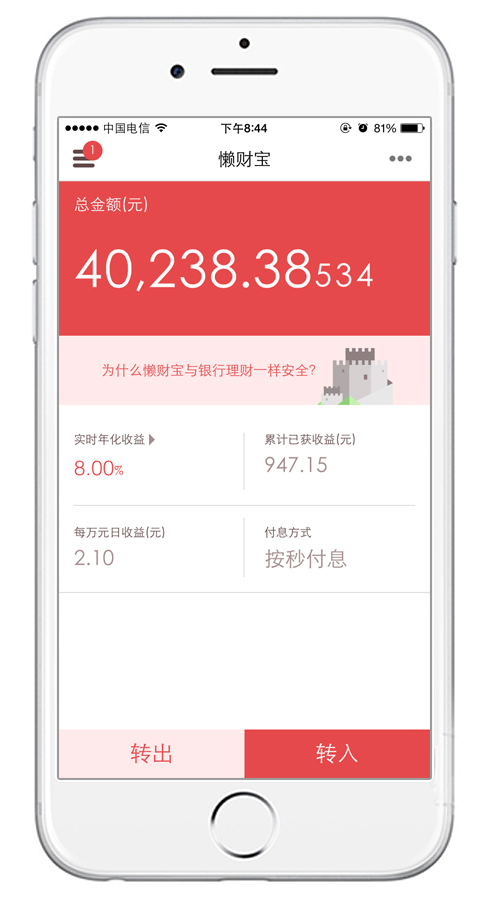 中国电信 下午8:44 81%
1
懒财宝
总金额(元)
40,238.38534
为什么懒财宝与银行理财一样安全?
实时年化收益 累计已获收益(元)
8.00% 947.15
每万元日收益(元) 付息方式
2.10 按秒付息
转出 转入